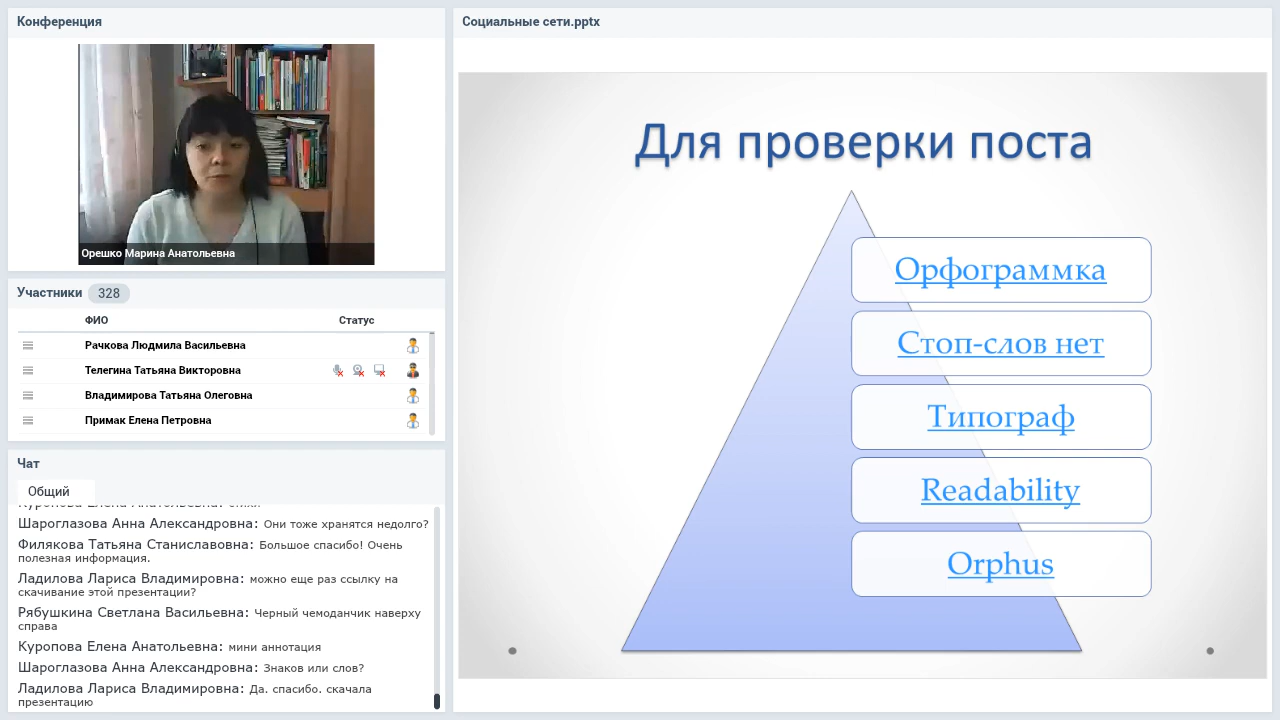 Конференция
Орешко Марина Анатольевна
Участники 328
ФИО Статус
Рачкова Людмила Васильевна
Телегина Татьяна Викторовна
Владимирова Татьяна Олеговна
Примак Елена Петровна
Чат
Общий
Шароглазова Анна Александровна: Они тоже хранятся недолго?
Филякова Татьяна Станиславовна: Большое спасибо! Очень
полезная информация.
Ладилова Лариса Владимировна: можно еще раз ссылку на
скачивание этой презентации?
Рябушкина Светлана Васильевна: Черный чемоданчик наверху
справа
Куропова Елена Анатольевна: мини аннотация
Шароглазова Анна Александровна: Знаков или слов?
Ладилова Лариса Владимировна: Да. спасибо. скачала
презентацию
Социальные сети.pptx
Для проверки поста
Орфограммка
Стоп-слов нет
Типограф
Readability
Orphus